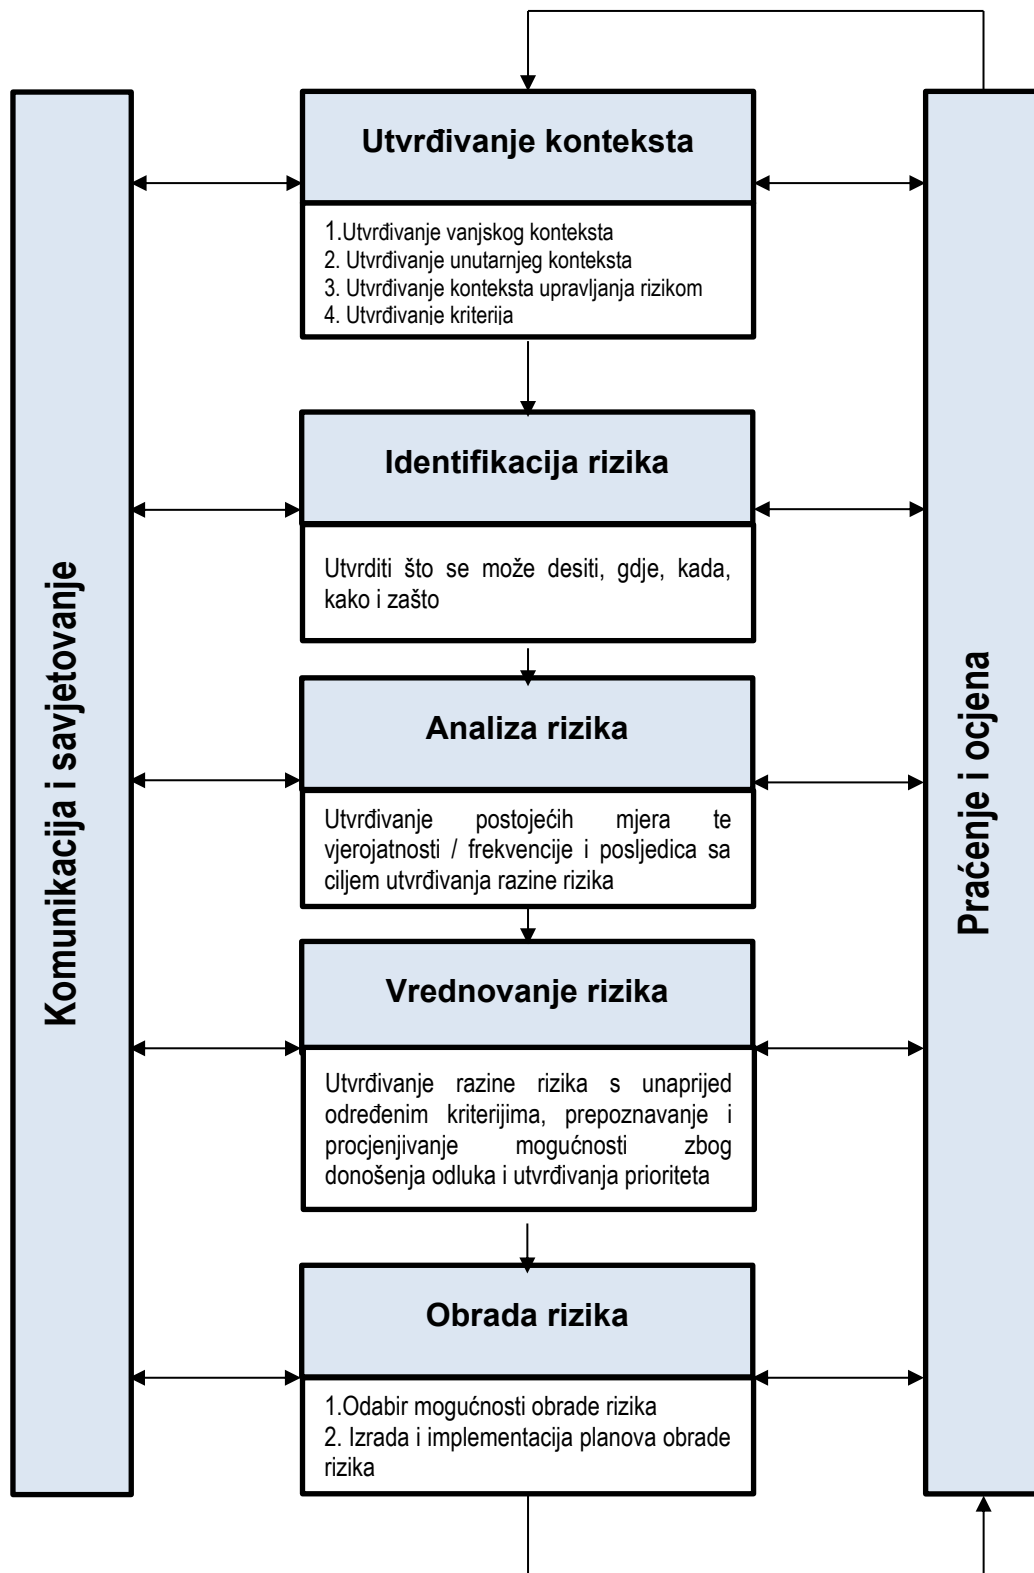 Komunikacija i savjetovanje
Utvrđivanje konteksta
1.Utvrđivanje vanjskog konteksta
2. Utvrđivanje unutarnjeg konteksta
3. Utvrđivanje konteksta upravljanja rizikom
4. Utvrđivanje kriterija
Identifikacija rizika
Utvrditi što se može desiti, gdje, kada,
kako i zašto
Analiza rizika
Utvrđivanje postojećih mjera te
vjerojatnosti / frekvencije i posljedica sa
ciljem utvrđivanja razine rizika
Vrednovanje rizika
Utvrđivanje razine rizika s unaprijed
određenim kriterijima, prepoznavanje i
procjenjivanje mogućnosti zbog
donošenja odluka i utvrđivanja prioriteta
Obrada rizika
1.Odabir mogućnosti obrade rizika
2. Izrada i implementacija planova obrade
rizika
Praćenje i ocjena